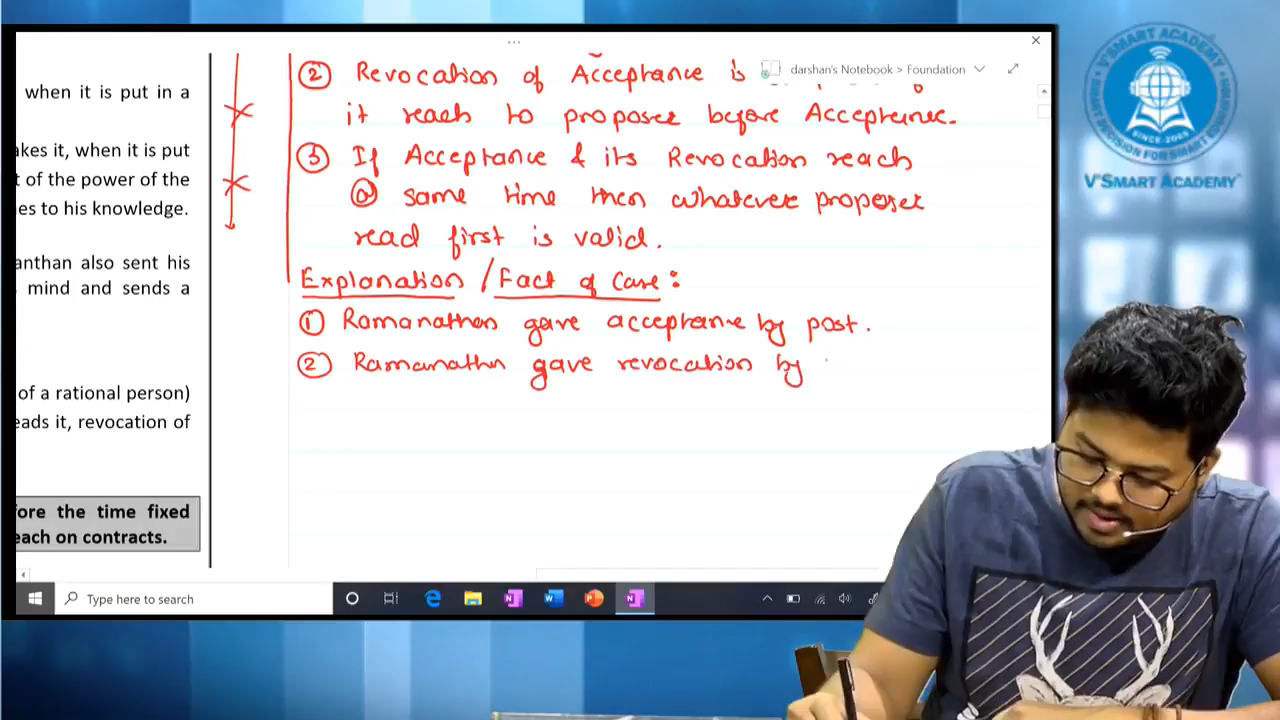 ② Revocation of Acceptance is
it reach to proposer before Acceptance.
③ If Acceptance & its Revocation reach
@ same time then whatever proposer
read first is valid.
Explanation / Fact of Case :
① Ramanathan gave acceptance by post.
② Ramanathan gave revocation by
when it is put in a
akes it, when it is put
t of the power of the
es to his knowledge.
anthan also sent his
mind and sends a
of a rational person)
eads it, revocation of
fore the time fixed
each on contracts.
darshan's Notebook > Foundation
Type here to search
V'SMART ACADEMY
SINCE-2005
V'SMART ACADEMY